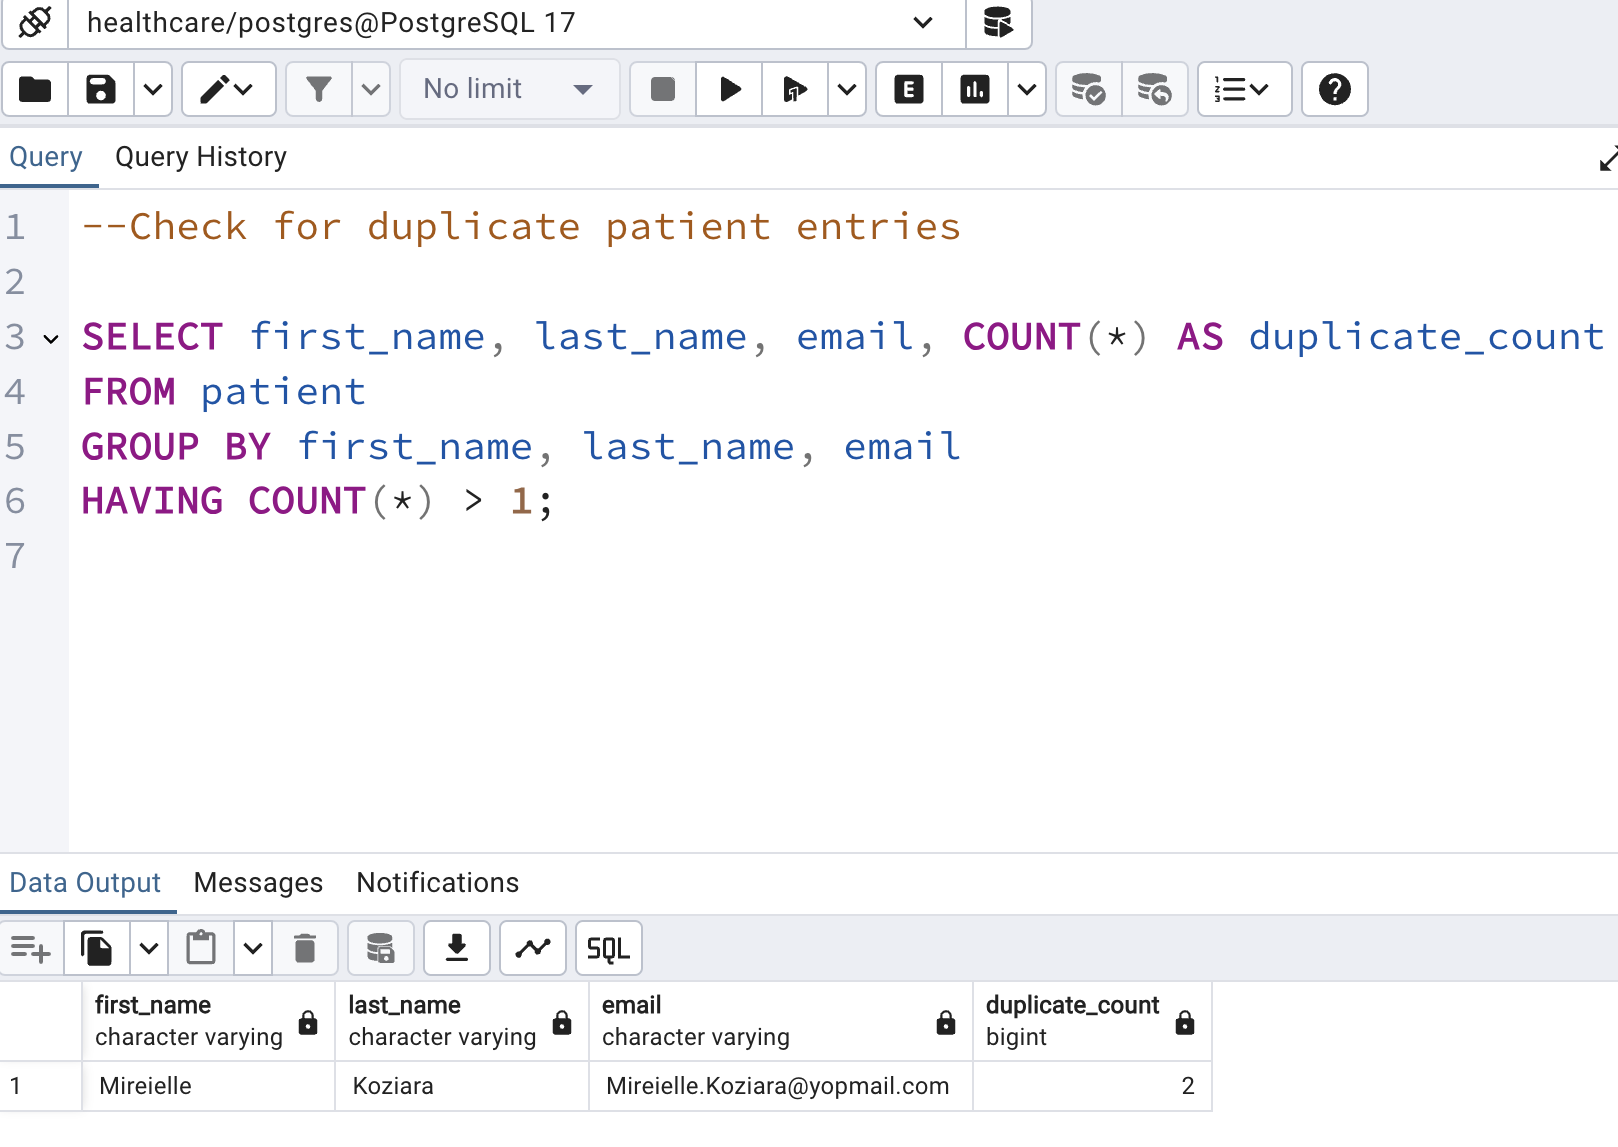 healthcare/postgres@PostgreSQL 17
No limit
E
Query Query History
1 --Check for duplicate patient entries
2
3 SELECT first_name, last_name, email, COUNT(*) AS duplicate_count
4 FROM patient
5 GROUP BY first_name, last_name, email
6 HAVING COUNT(*) > 1;
7
Data Output Messages Notifications
SQL
first_name last_name email duplicate_count
character varying character varying character varying bigint
1 Mireielle Koziara Mireielle.Koziara@yopmail.com 2